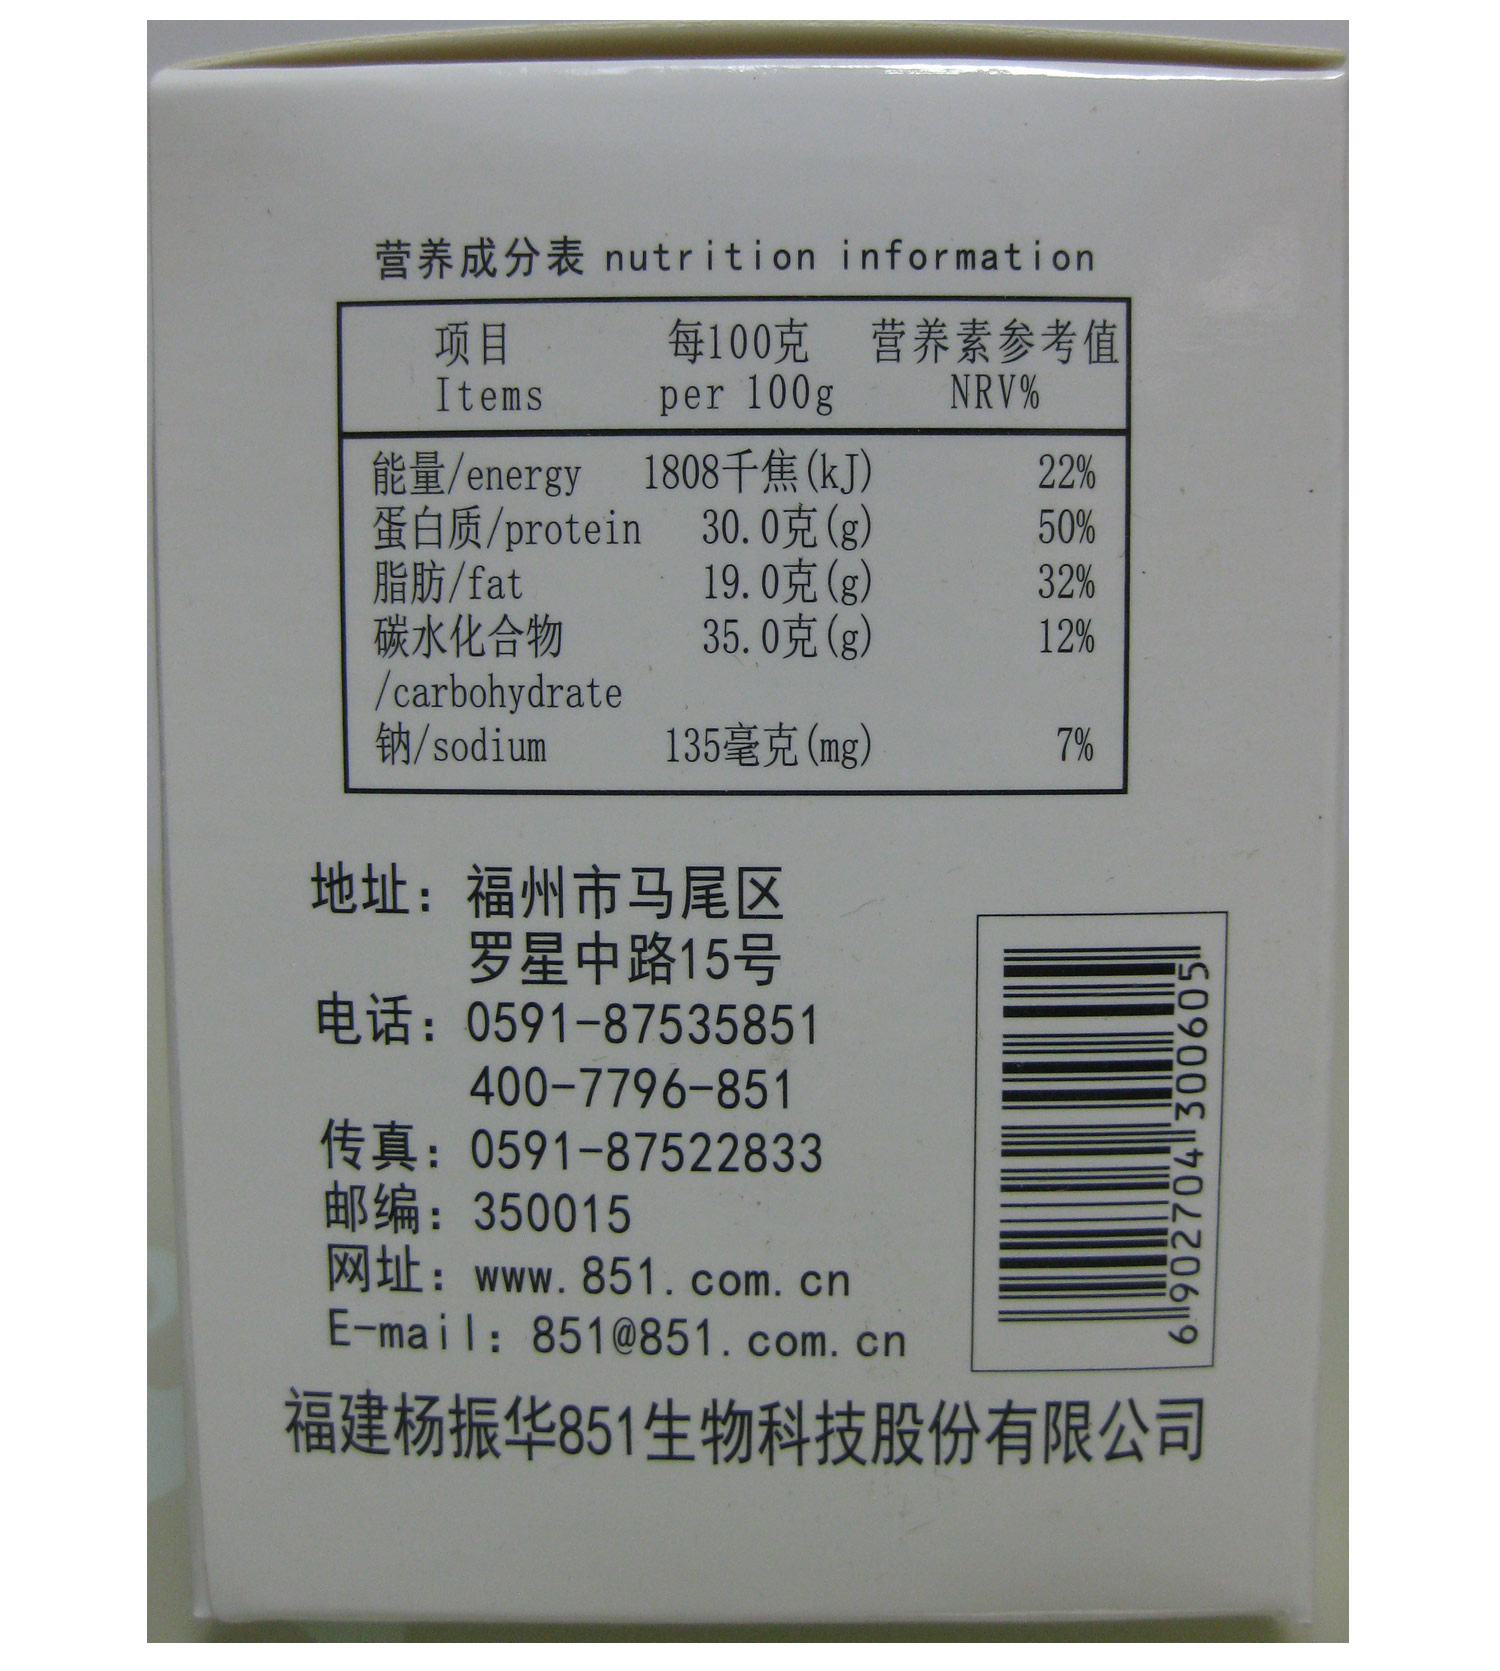 营养成分表 nutrition information
项目 每100克 营养素参考值
Items per 100g NRV%
能量/energy 1808千焦(kJ) 22%
蛋白质/protein 30.0克(g) 50%
脂肪/fat 19.0克(g) 32%
碳水化合物 35.0克(g) 12%
/carbohydrate
钠/sodium 135毫克(mg) 7%
地址：福州市马尾区
罗星中路15号
电话：0591-87535851
400-7796-851
传真：0591-87522833
邮编：350015
网址：www.851.com.cn
E-mail：851@851.com.cn
6 902704 300605
福建杨振华851生物科技股份有限公司